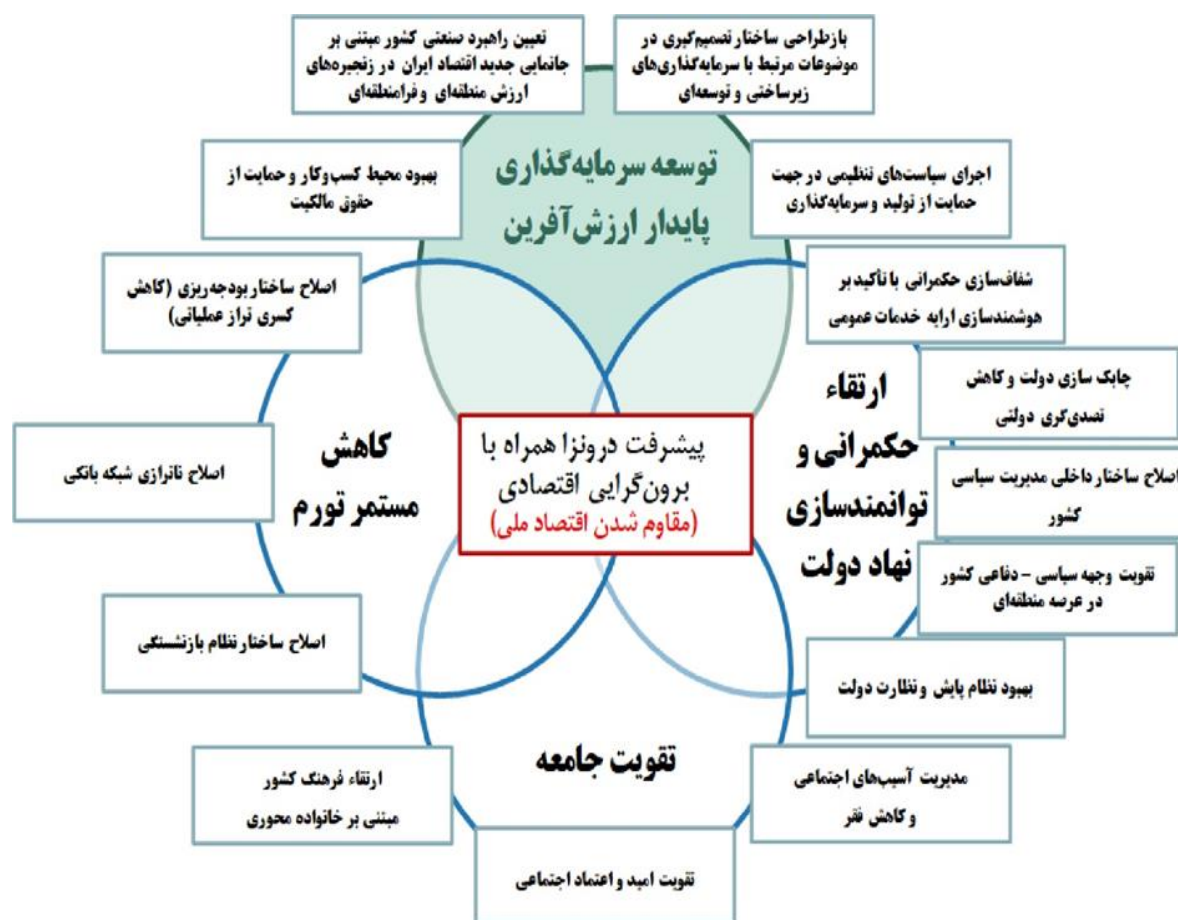 بازطراحی ساختار تصمیم‌گیری در
موضوعات مرتبط با سرمایه‌گذاری‌های
زیرساختی و توسعه‌ای
تعیین راهبرد صنعتی کشور مبتنی بر
جانمایی جدید اقتصاد ایران در زنجیره‌های
ارزش منطقه‌ای و فرامنطقه‌ای
توسعه سرمایه‌گذاری
پایدار ارزش‌آفرین
اجرای سیاست‌های تنظیمی در جهت
حمایت از تولید و سرمایه‌گذاری
بهبود محیط کسب‌وکار و حمایت از
حقوق مالکیت
شفاف‌سازی حکمرانی با تأکید بر
هوشمندسازی ارایه خدمات عمومی
اصلاح ساختار بودجه‌ریزی (کاهش
کسری تراز عملیاتی)
چابک سازی دولت و کاهش
تصدی‌گری دولتی
ارتقاء
حکمرانی و
توانمندسازی
نهاد دولت
پیشرفت درونزا همراه با
برون‌گرایی اقتصادی
(مقاوم شدن اقتصاد ملی)
کاهش
مستمر تورم
اصلاح ناترازی شبکه بانکی
اصلاح ساختار داخلی مدیریت سیاسی
کشور
تقویت وجهه سیاسی – دفاعی کشور
در عرصه منطقه‌ای
اصلاح ساختار نظام بازنشستگی
بهبود نظام پایش و نظارت دولت
تقویت جامعه
مدیریت آسیب‌های اجتماعی
و کاهش فقر
ارتقاء فرهنگ کشور
مبتنی بر خانواده محوری
تقویت امید و اعتماد اجتماعی